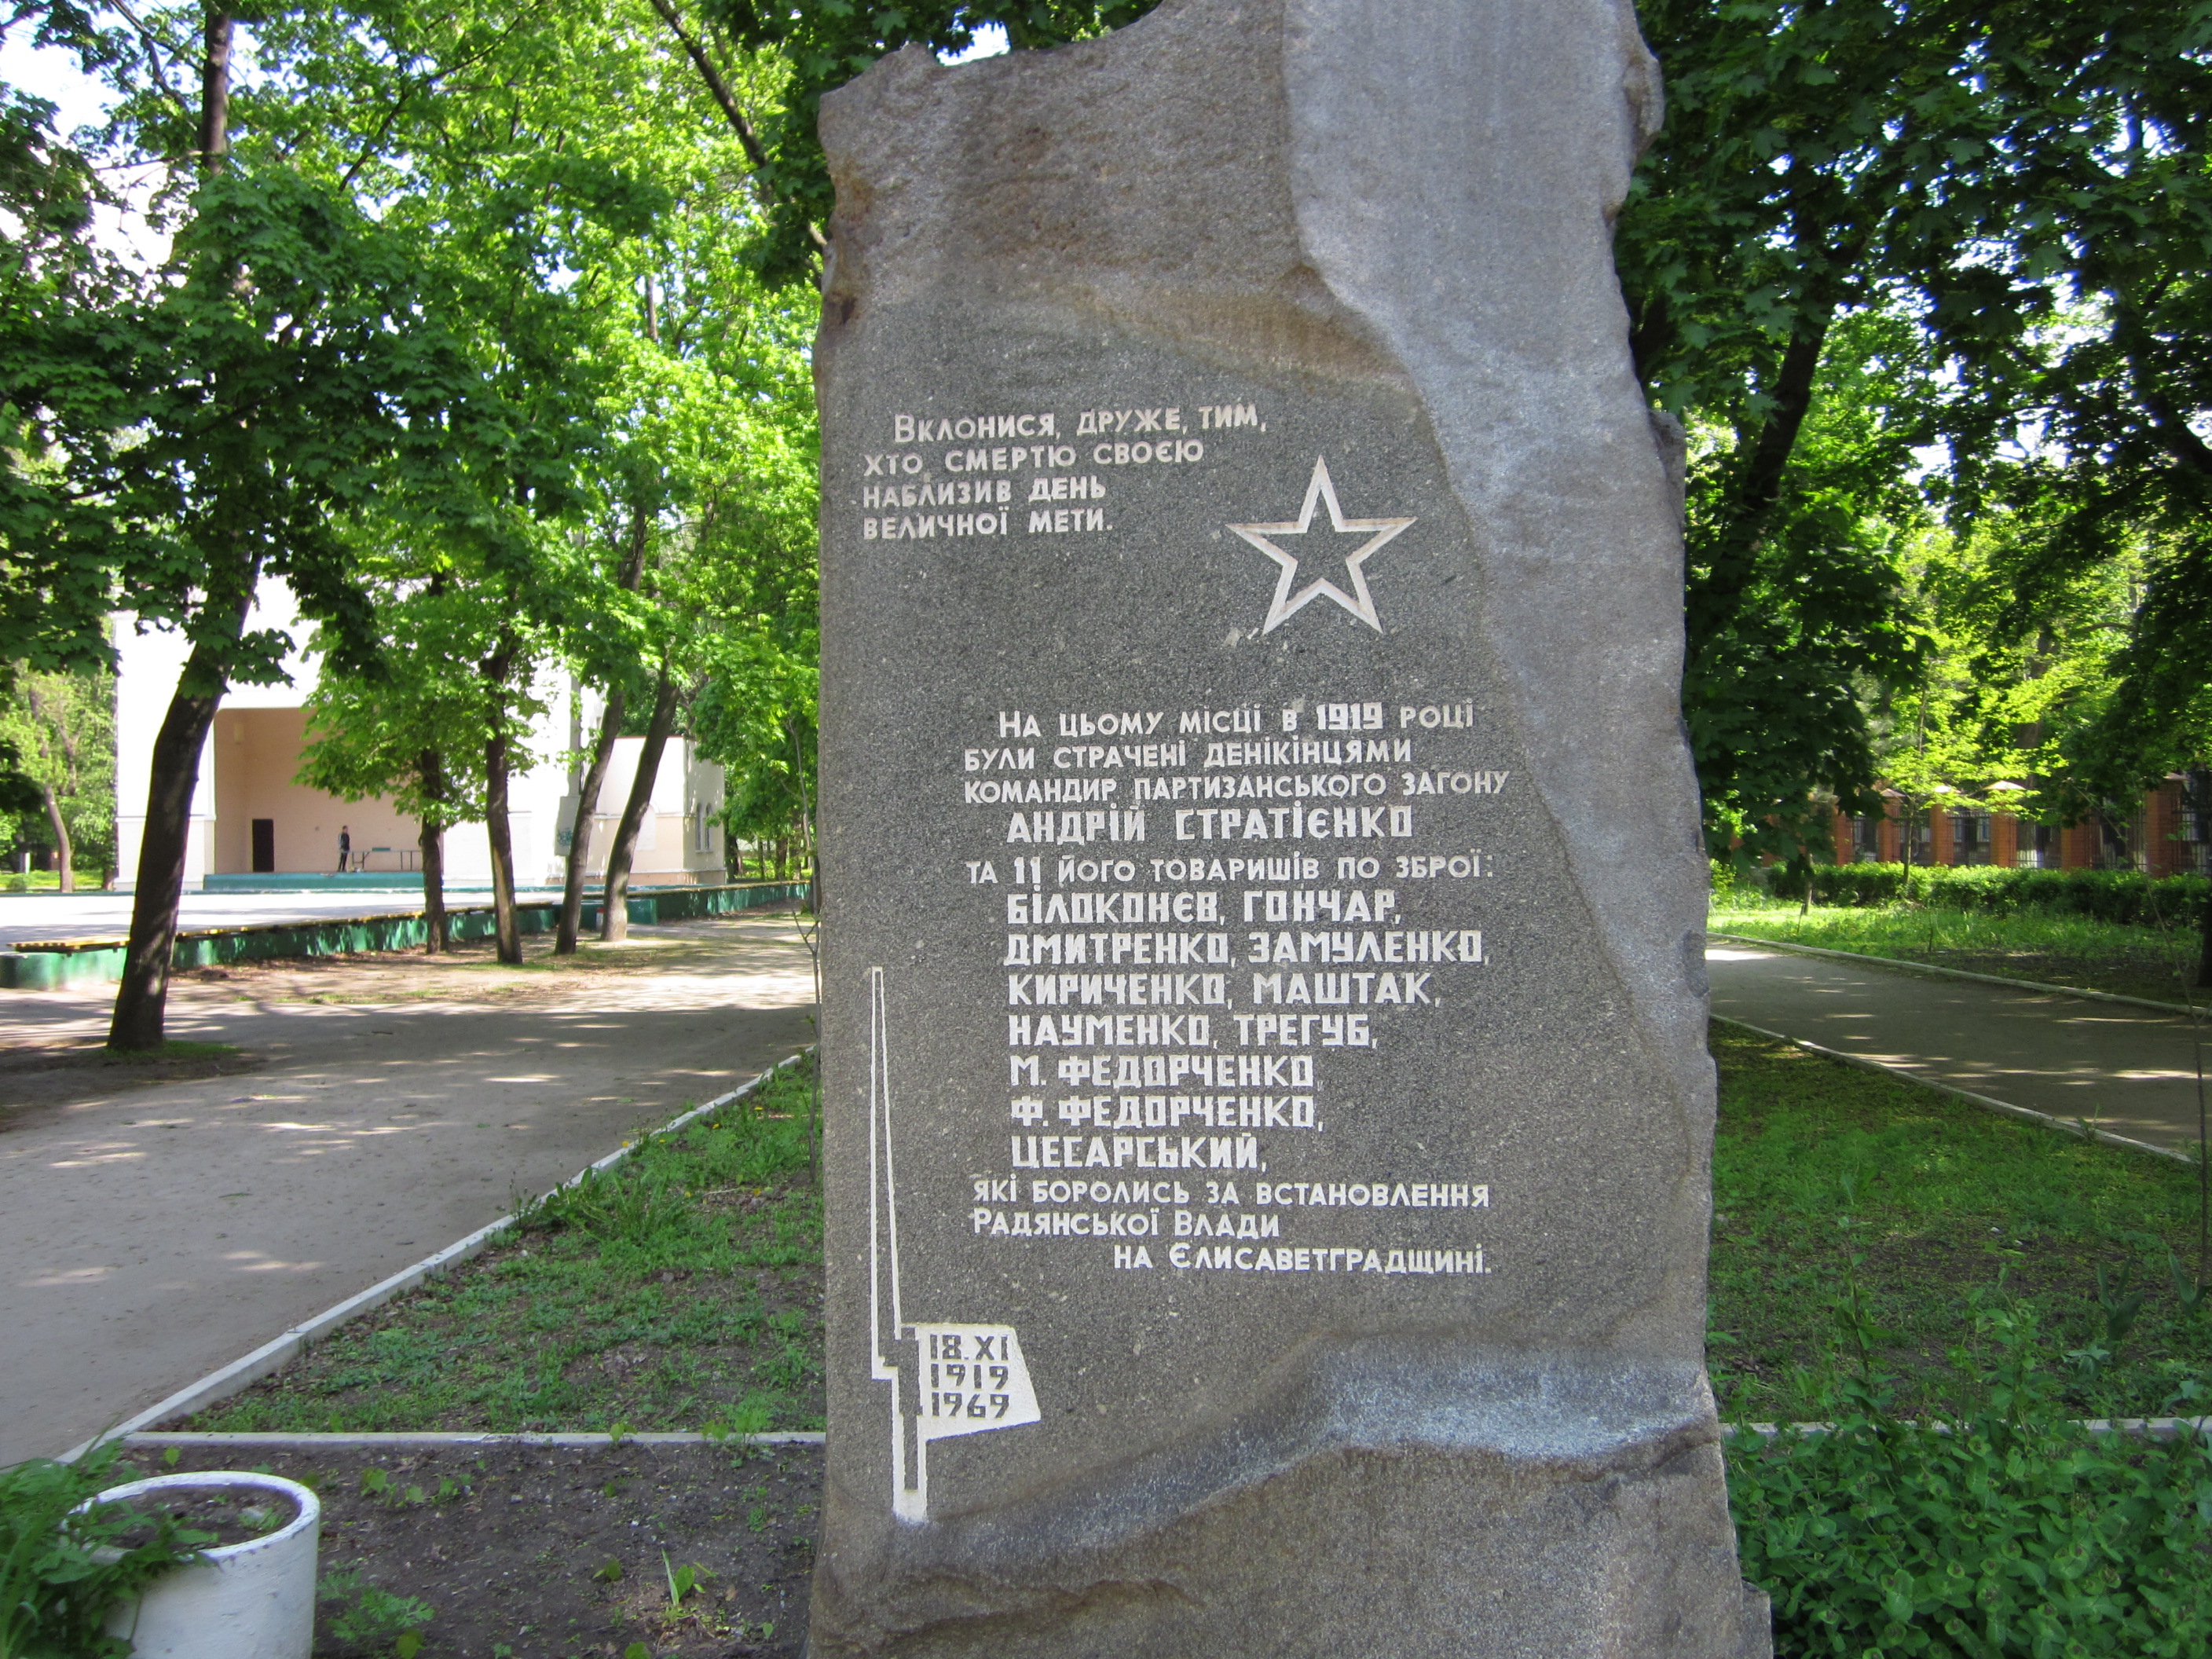 Вклонися, друже, тим,
хто смертю своєю
наблизив день
великої мети.
На цьому місці в 1919 році
були страчені денікінцями
командир партизанського загону
АНДРІЙ СТРАТІЄНКО
та 11 його товаришів по зброї:
БІЛОКОНЄВ, ГОНЧАР,
ДМИТРЕНКО, ЗАМУЛЕНКО,
КИРИЧЕНКО, МАШТАК,
НАУМЕНКО, ТРЕГУБ,
М. ФЕДОРЧЕНКО,
Ф. ФЕДОРЧЕНКО,
ЦЕСАРСЬКИЙ,
які боролись за встановлення
Радянської Влади
на Єлисаветградщині.
18.XI
1919
1969